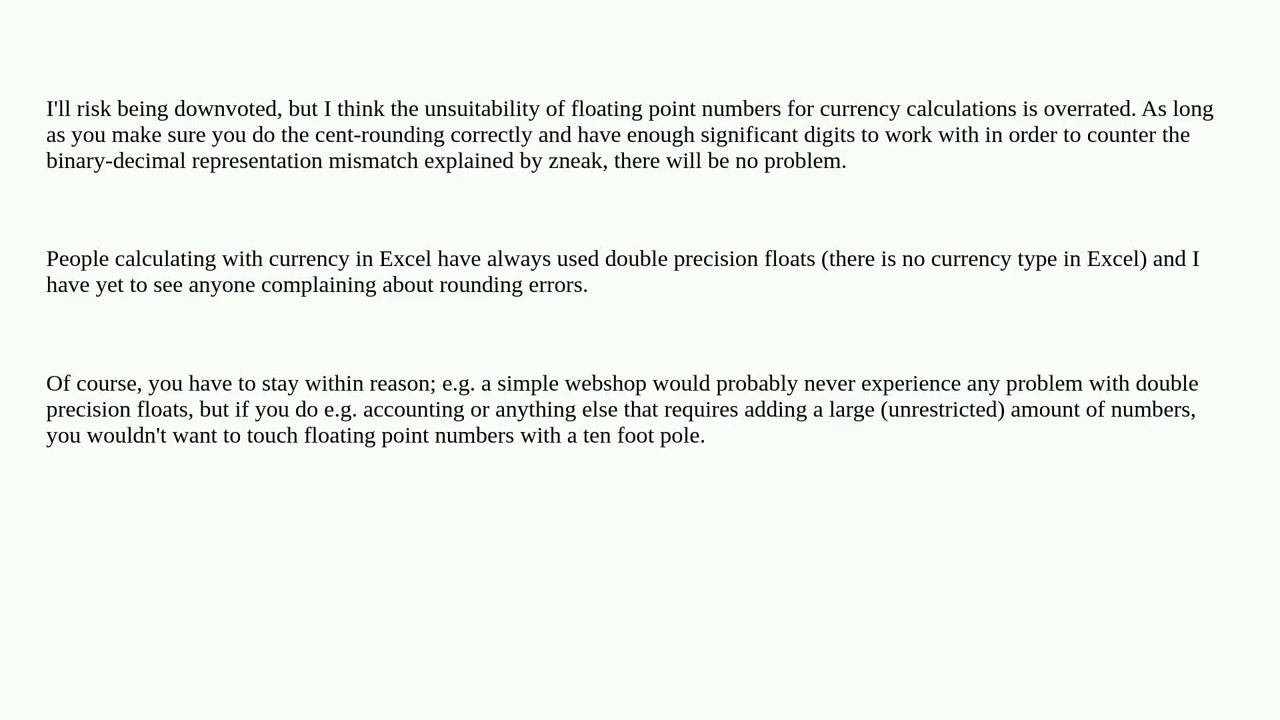 I'll risk being downvoted, but I think the unsuitability of floating point numbers for currency calculations is overrated. As long
as you make sure you do the cent-rounding correctly and have enough significant digits to work with in order to counter the
binary-decimal representation mismatch explained by zneak, there will be no problem.
People calculating with currency in Excel have always used double precision floats (there is no currency type in Excel) and I
have yet to see anyone complaining about rounding errors.
Of course, you have to stay within reason; e.g. a simple webshop would probably never experience any problem with double
precision floats, but if you do e.g. accounting or anything else that requires adding a large (unrestricted) amount of numbers,
you wouldn't want to touch floating point numbers with a ten foot pole.